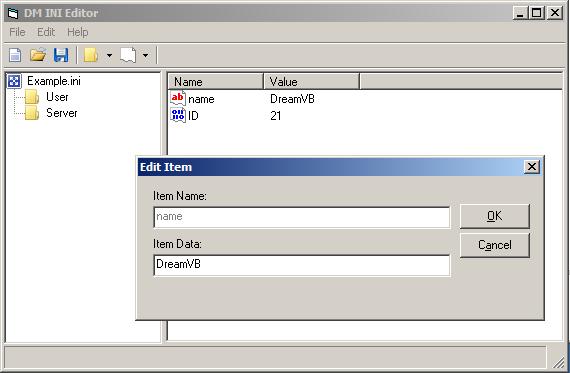 DM INI Editor
File Edit Help
Example.ini
User
Server
Name Value
ab name DreamVB
ID 21
Edit Item
Item Name:
name
OK
Item Data:
Cancel
DreamVB